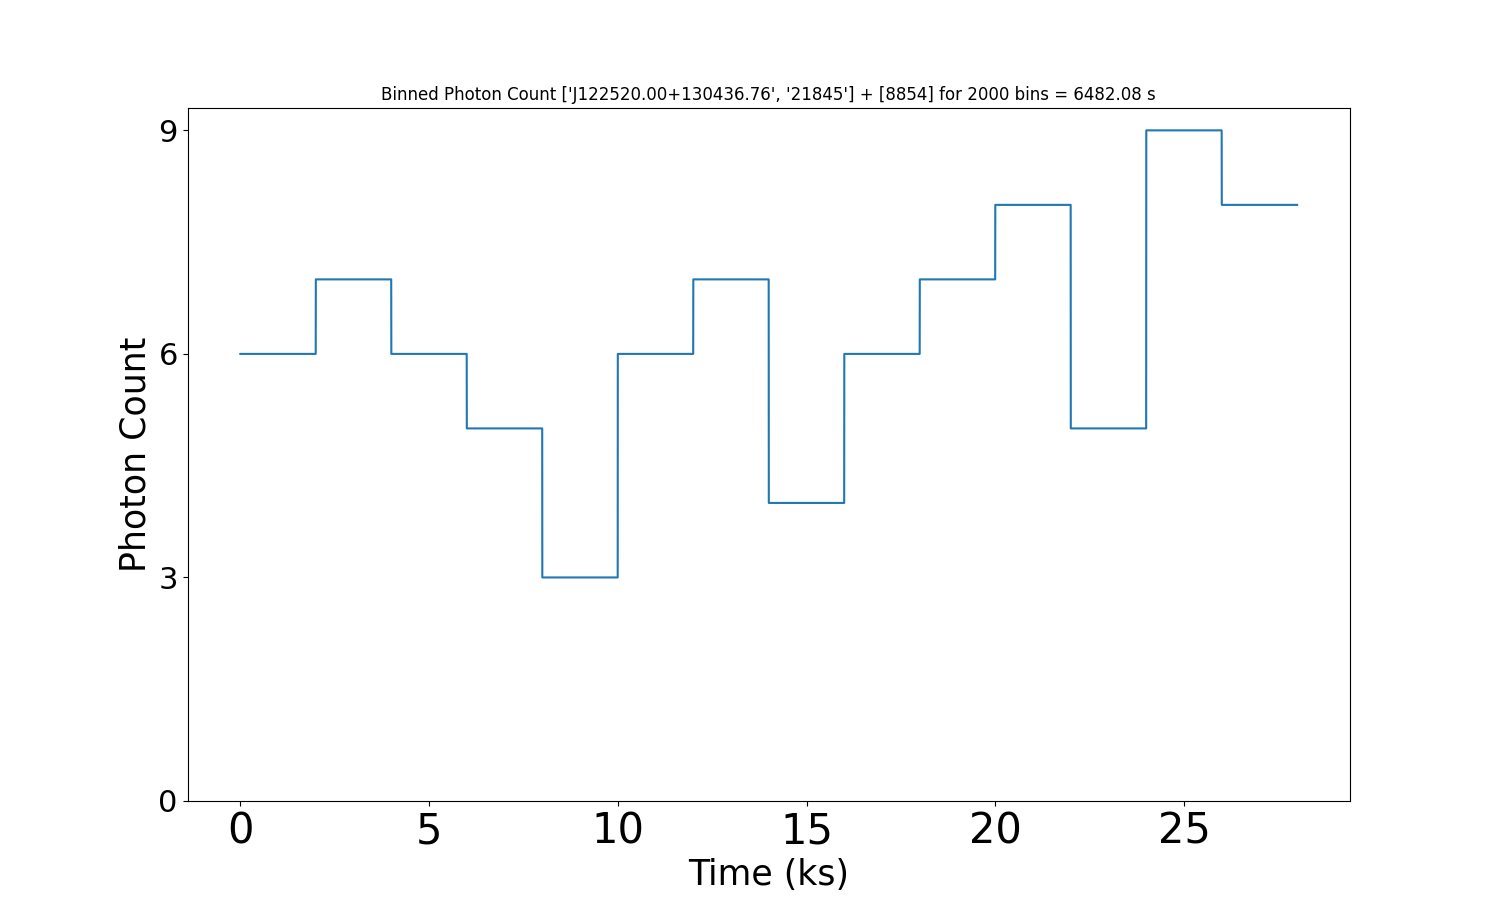 Binned Photon Count ['J122520.00+130436.76', '21845'] + [8854] for 2000 bins = 6482.08 s
9
6
3
0
Photon Count
0 5 10 15 20 25
Time (ks)